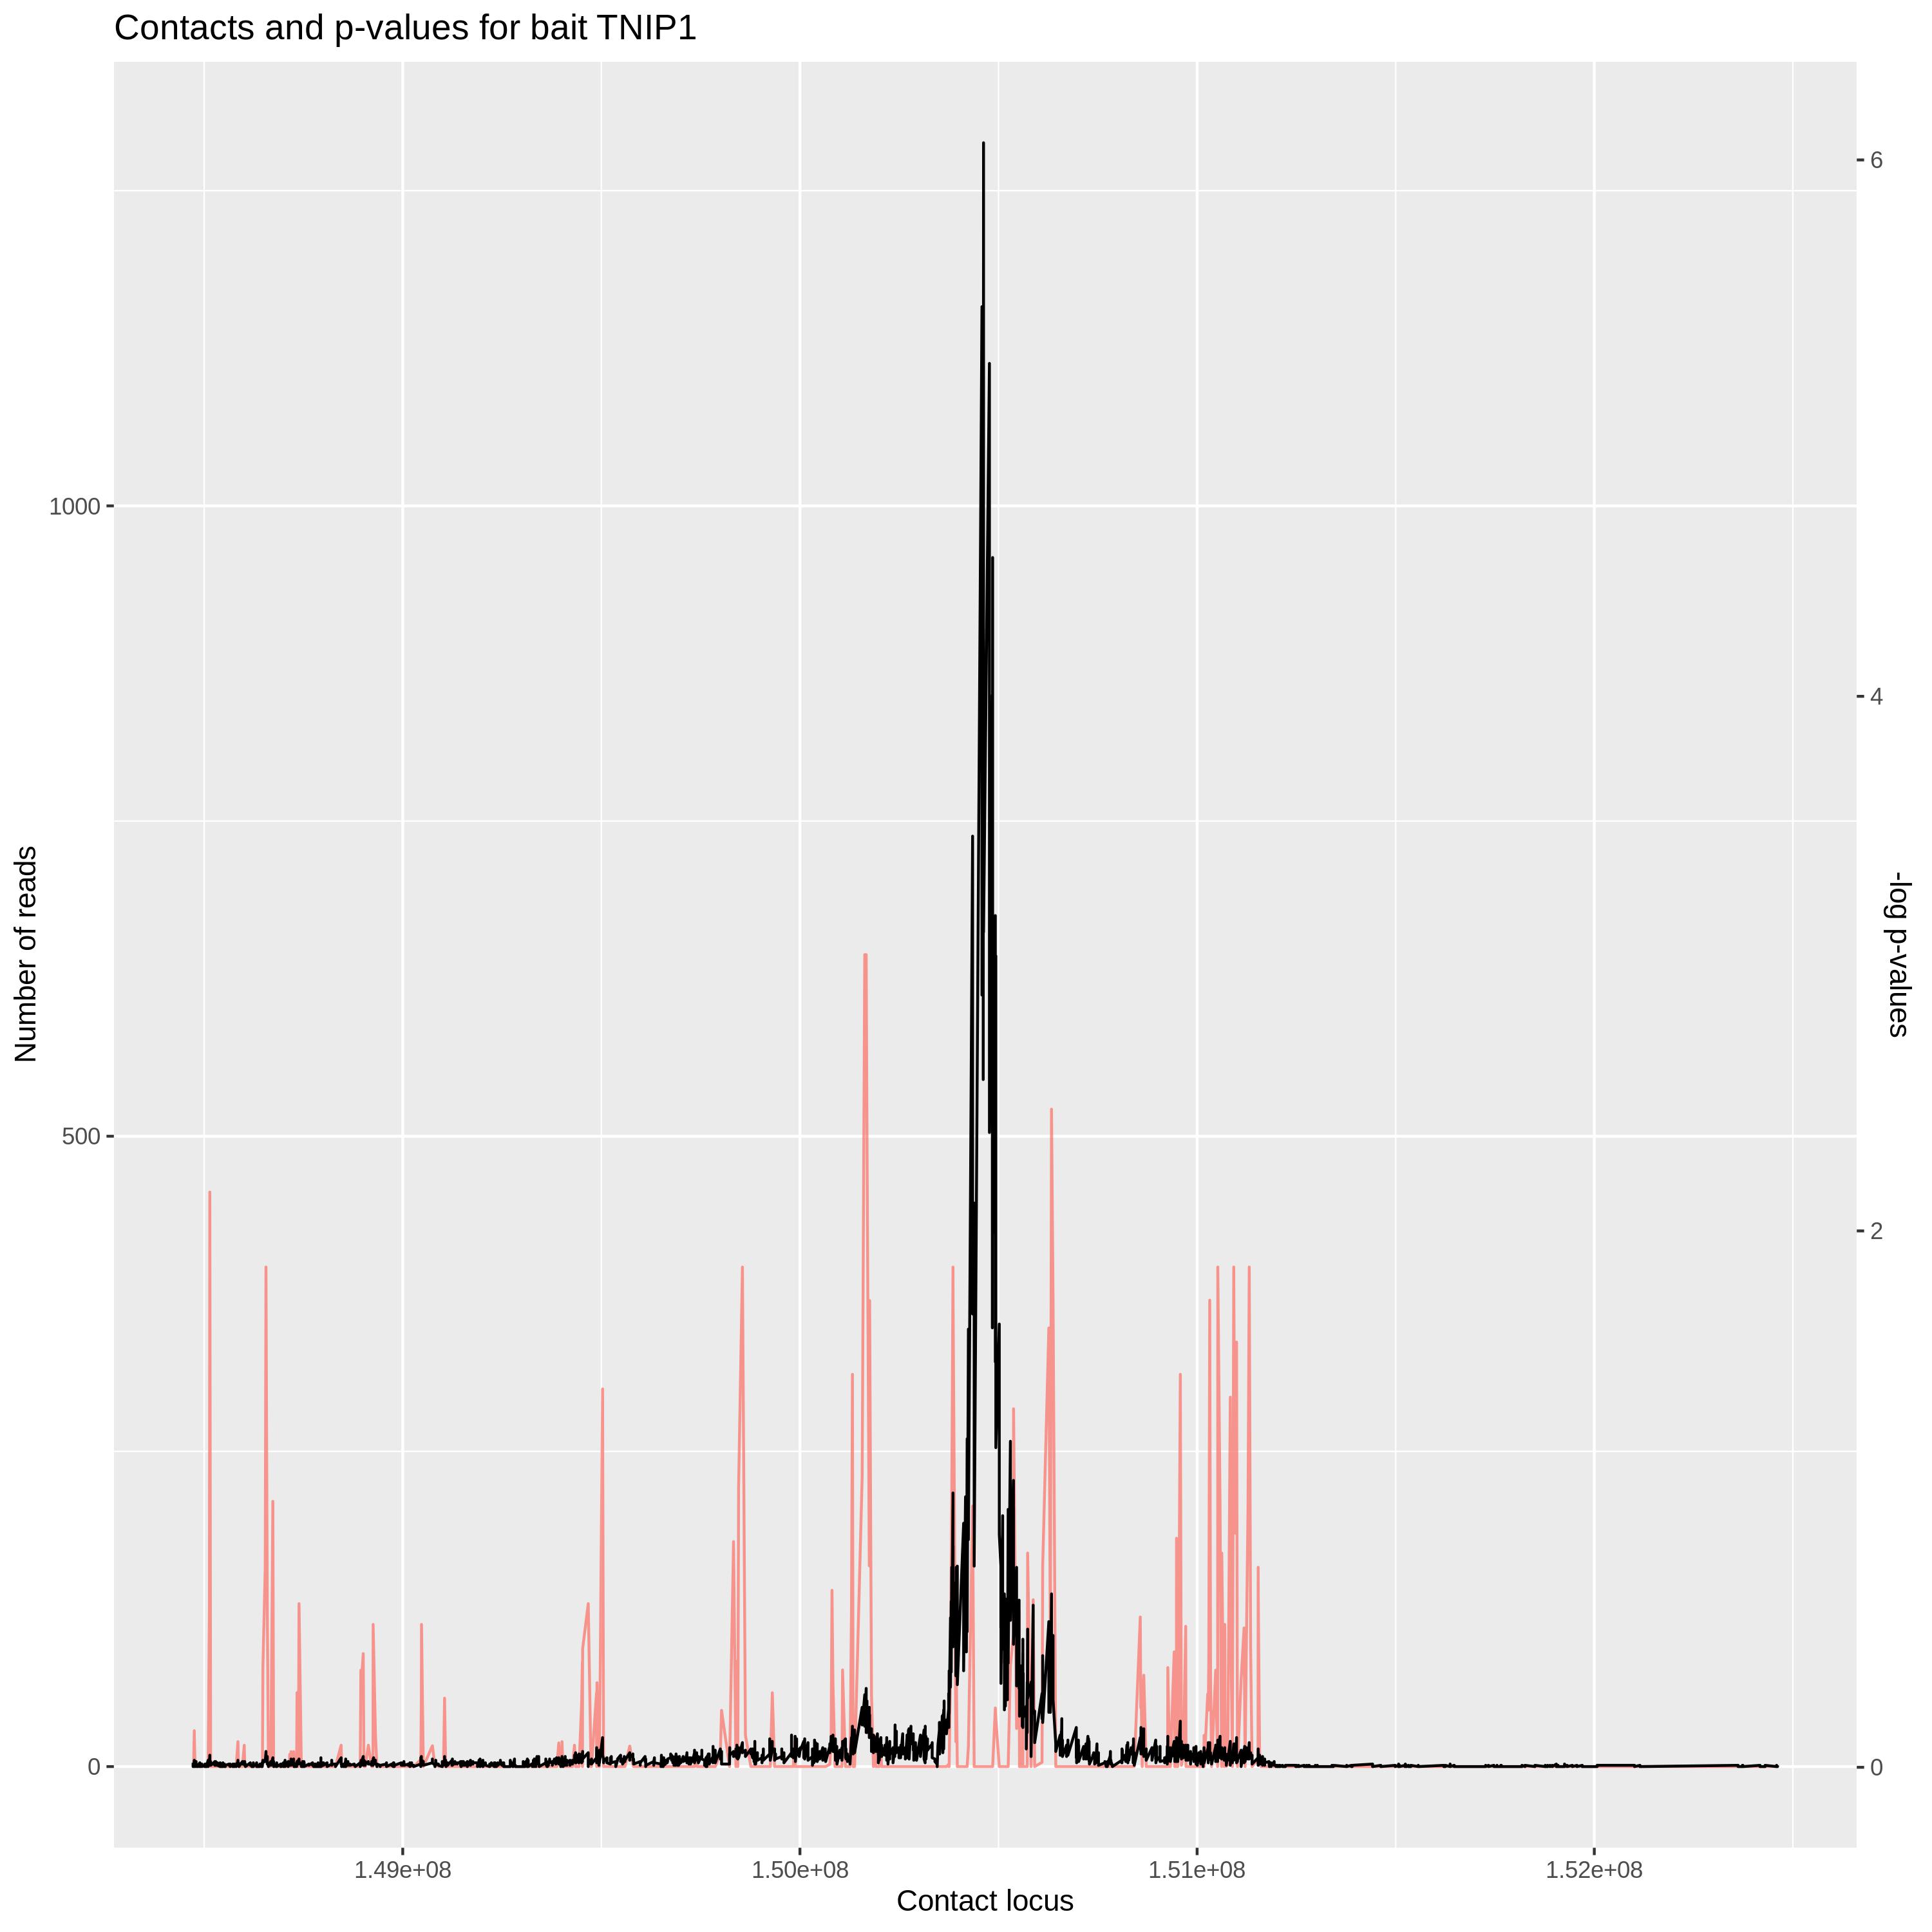 Contacts and p-values for bait TNIP1
Number of reads
1000
500
0
-log p-values
6
4
2
0
1.49e+08
1.50e+08
1.51e+08
1.52e+08
Contact locus